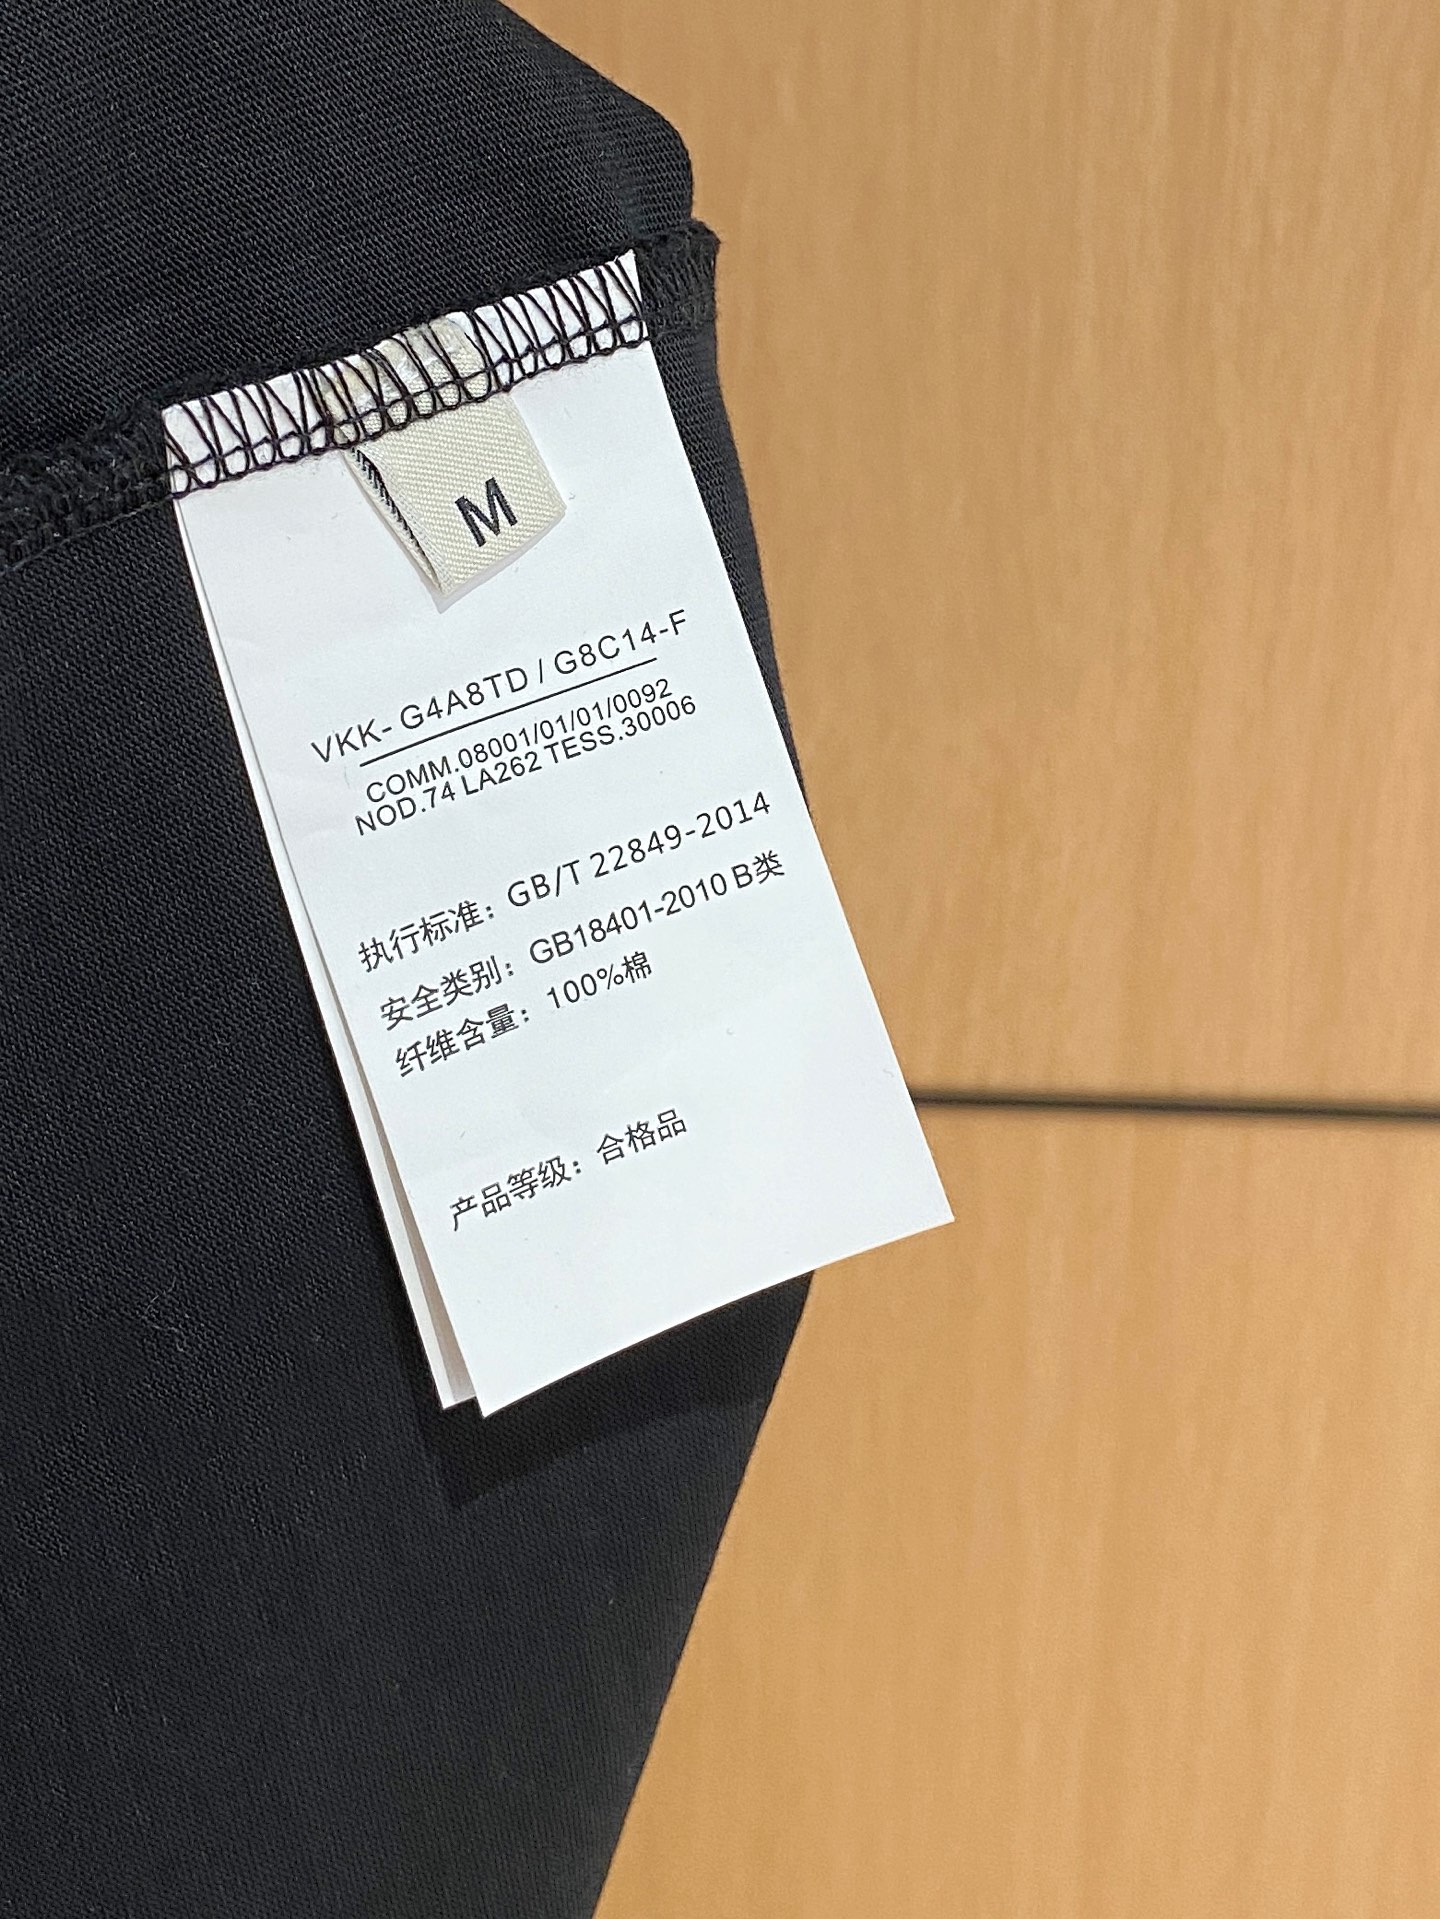 M
VKK- G4A8TD / G8C14-F
COMM.08001/01/01/0092
NOD.74 LA262 TESS.30006
执行标准：GB/T 22849-2014
安全类别：GB18401-2010 B类
纤维含量：100%棉
产品等级：合格品